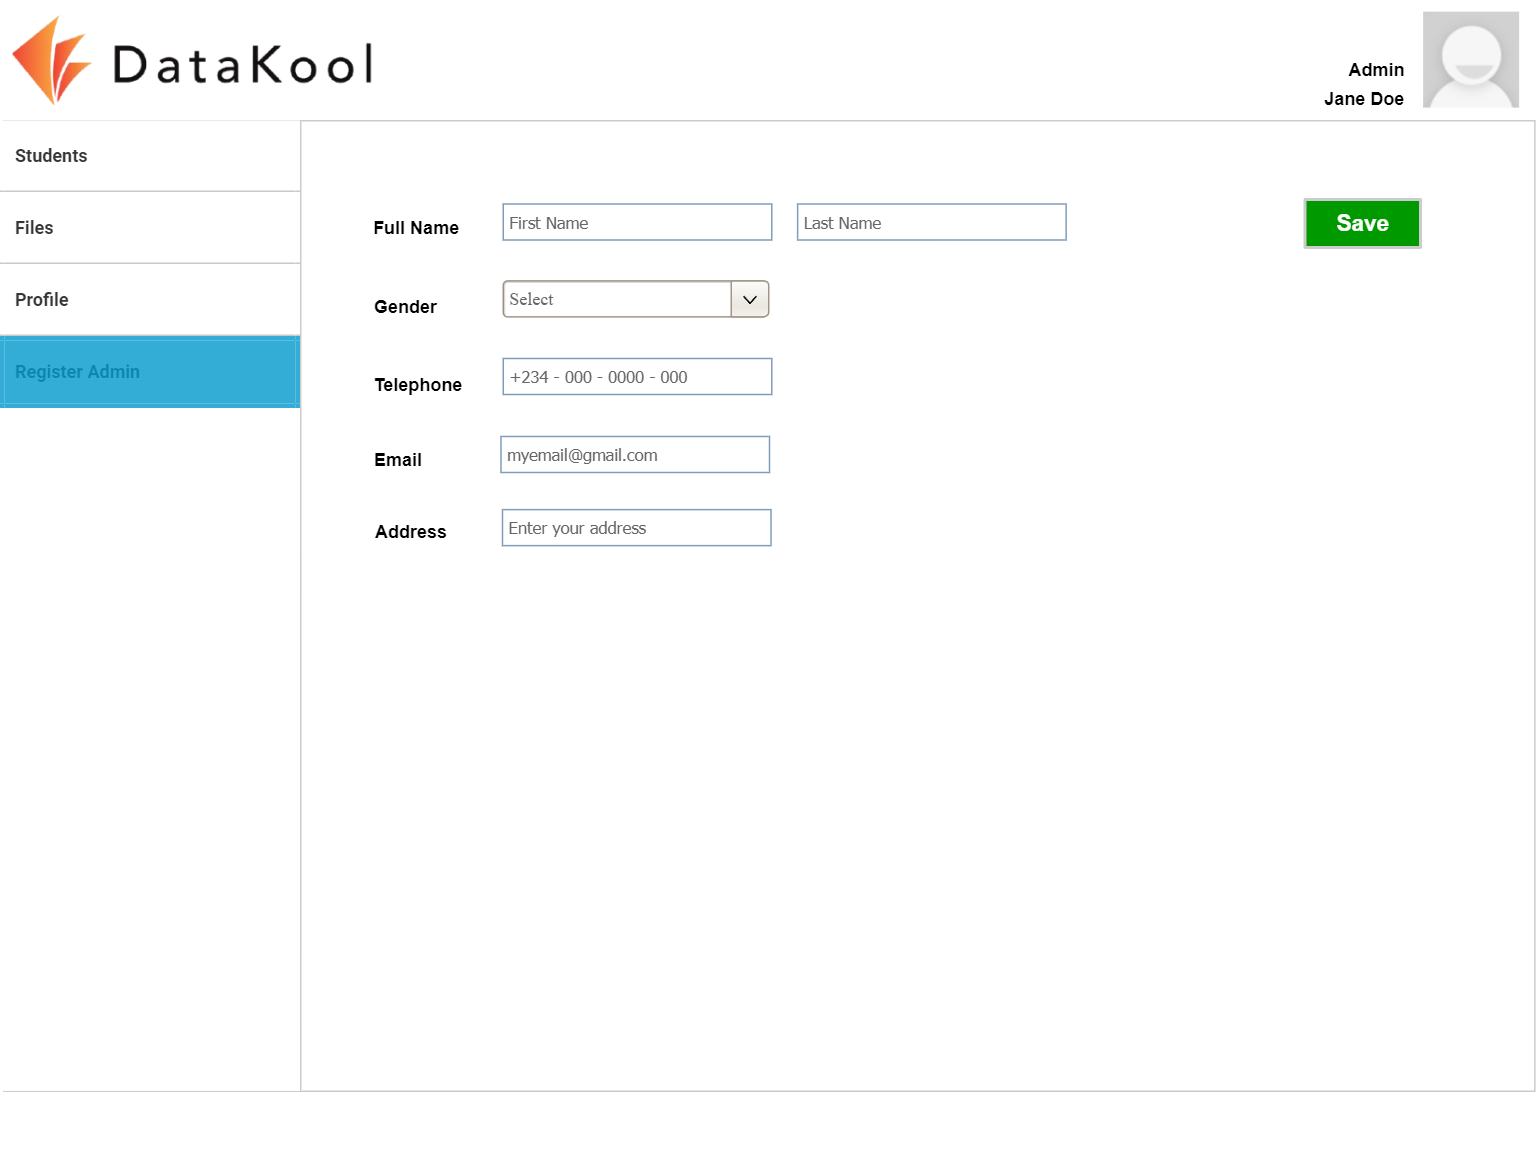 DataKool
Admin
Jane Doe
Students
Files
Profile
Register Admin
Full Name
First Name
Last Name
Save
Gender
Select
Telephone
+234 - 000 - 0000 - 000
Email
myemail@gmail.com
Address
Enter your address